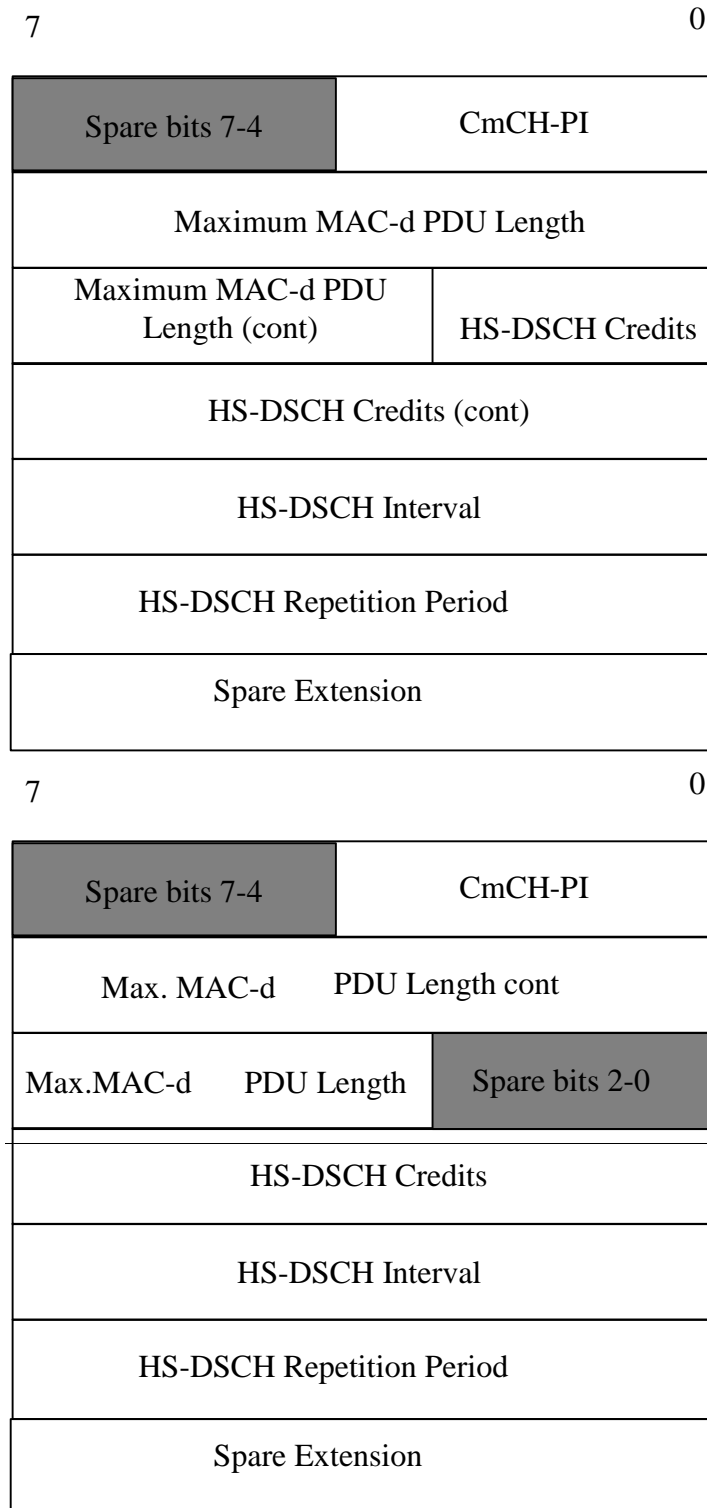 7 0
Spare bits 7-4 CmCH-PI
Maximum MAC-d PDU Length
Maximum MAC-d PDU
Length (cont) HS-DSCH Credits
HS-DSCH Credits (cont)
HS-DSCH Interval
HS-DSCH Repetition Period
Spare Extension
7 0
Spare bits 7-4 CmCH-PI
Max. MAC-d PDU Length cont
Max.MAC-d PDU Length Spare bits 2-0
HS-DSCH Credits
HS-DSCH Interval
HS-DSCH Repetition Period
Spare Extension